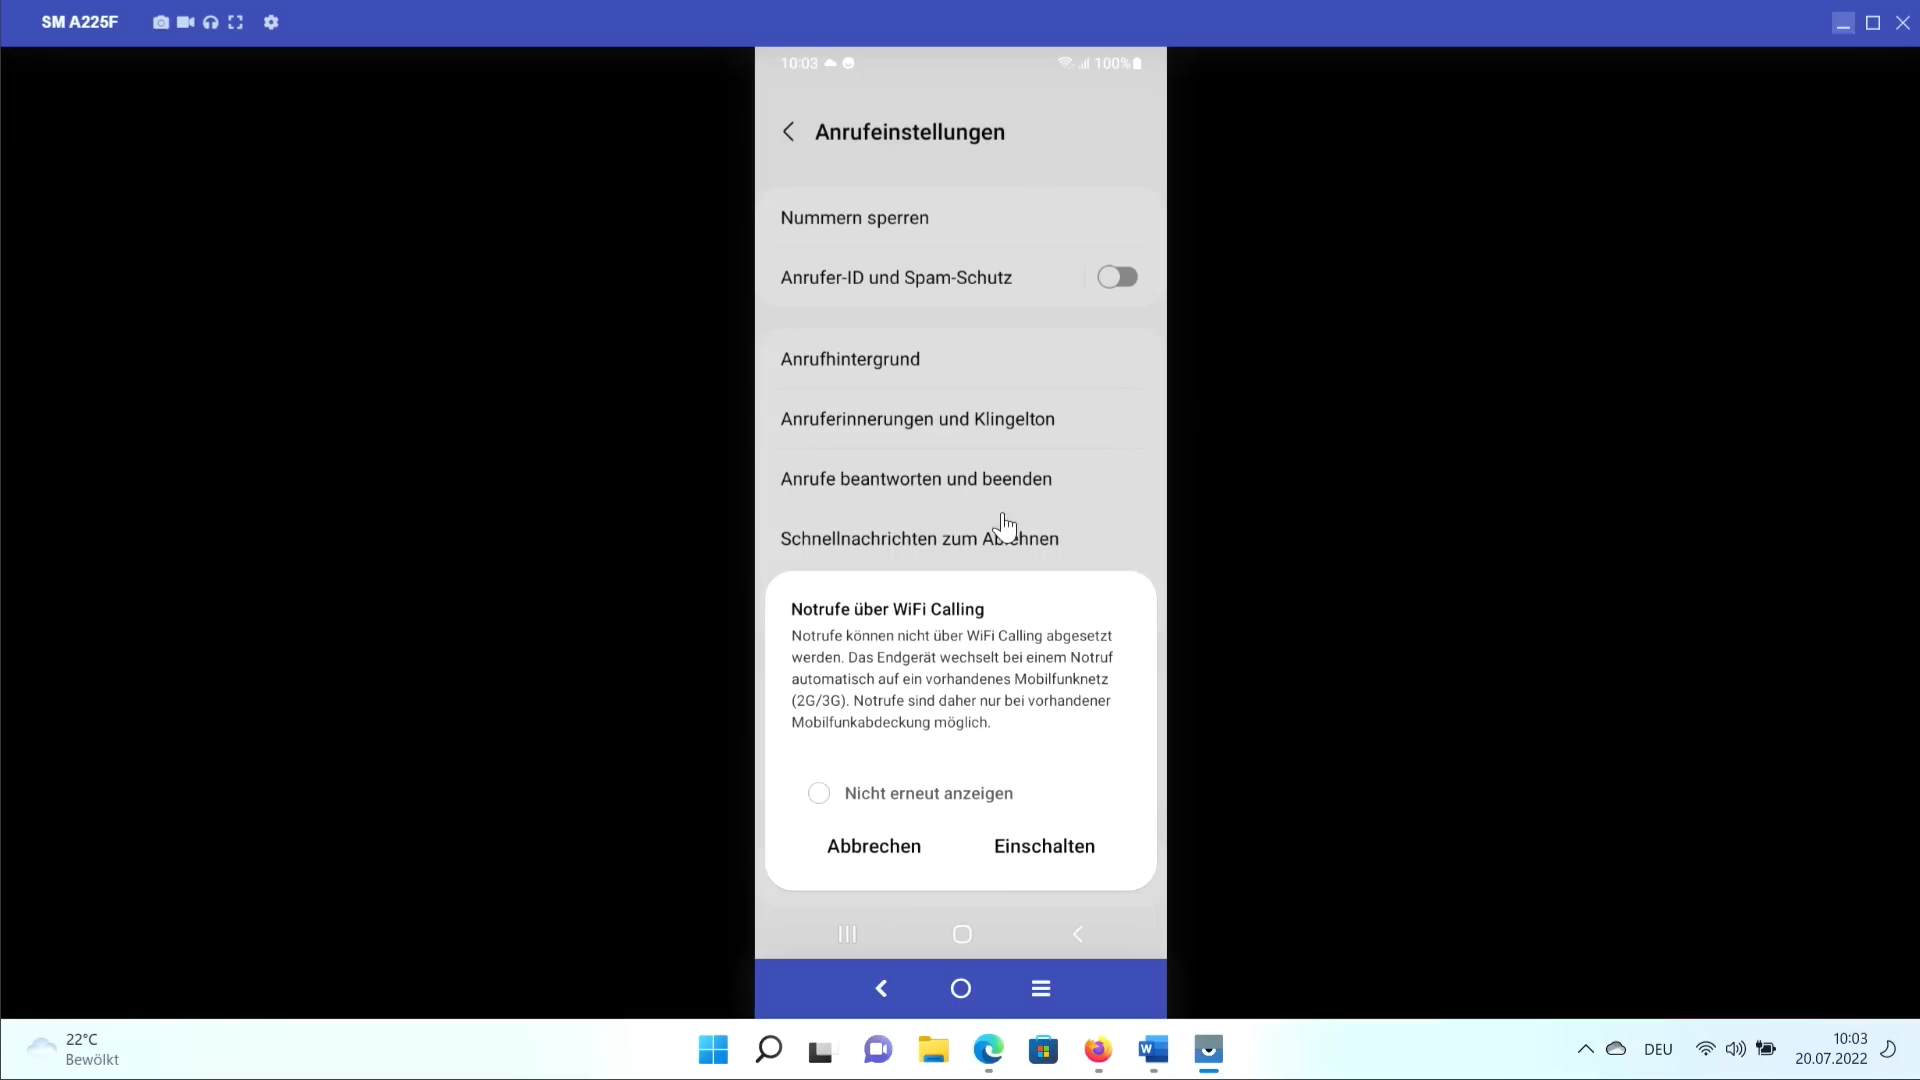 SM A225F
10:03
100%
Anrufeinstellungen
Nummern sperren
Anrufer-ID und Spam-Schutz
Anrufhintergrund
Anruferinnerungen und Klingelton
Anrufe beantworten und beenden
Schnellnachrichten zum Ablehnen
Notrufe über WiFi Calling
Notrufe können nicht über WiFi Calling abgesetzt
werden. Das Endgerät wechselt bei einem Notruf
automatisch auf ein vorhandenes Mobilfunknetz
(2G/3G). Notrufe sind daher nur bei vorhandener
Mobilfunkabdeckung möglich.
Nicht erneut anzeigen
Abbrechen
Einschalten
22°C
Bewölkt
W
DEU
10:03
20.07.2022